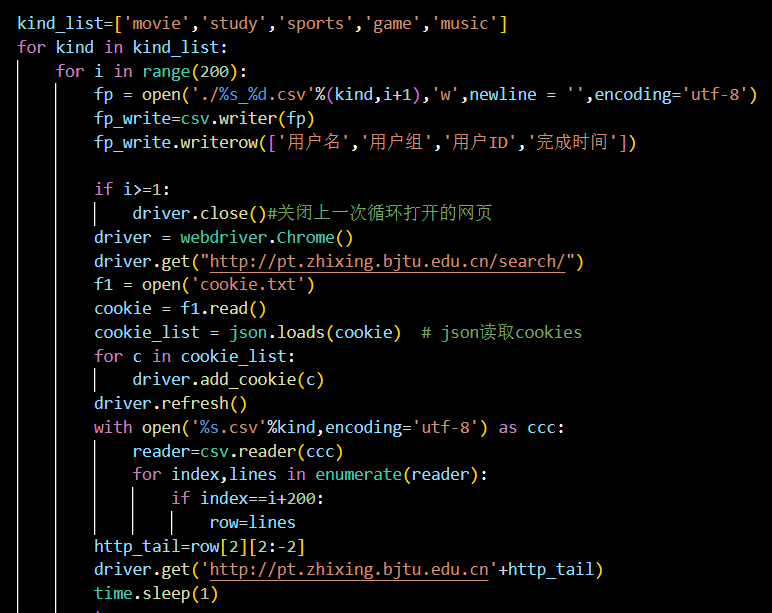 kind_list=['movie','study','sports','game','music']
for kind in kind_list:
    for i in range(200):
        fp = open('./%s_%d.csv'%(kind,i+1),'w',newline = '',encoding='utf-8')
        fp_write=csv.writer(fp)
        fp_write.writerow(['用户名','用户组','用户ID','完成时间'])

        if i>=1:
            driver.close()#关闭上一次循环打开的网页
        driver = webdriver.Chrome()
        driver.get("http://pt.zhixing.bjtu.edu.cn/search/")
        f1 = open('cookie.txt')
        cookie = f1.read()
        cookie_list = json.loads(cookie)  # json读取cookies
        for c in cookie_list:
            driver.add_cookie(c)
        driver.refresh()
        with open('%s.csv'%kind,encoding='utf-8') as ccc:
            reader=csv.reader(ccc)
            for index,lines in enumerate(reader):
                if index==i+200:
                    row=lines
        http_tail=row[2][2:-2]
        driver.get('http://pt.zhixing.bjtu.edu.cn'+http_tail)
        time.sleep(1)